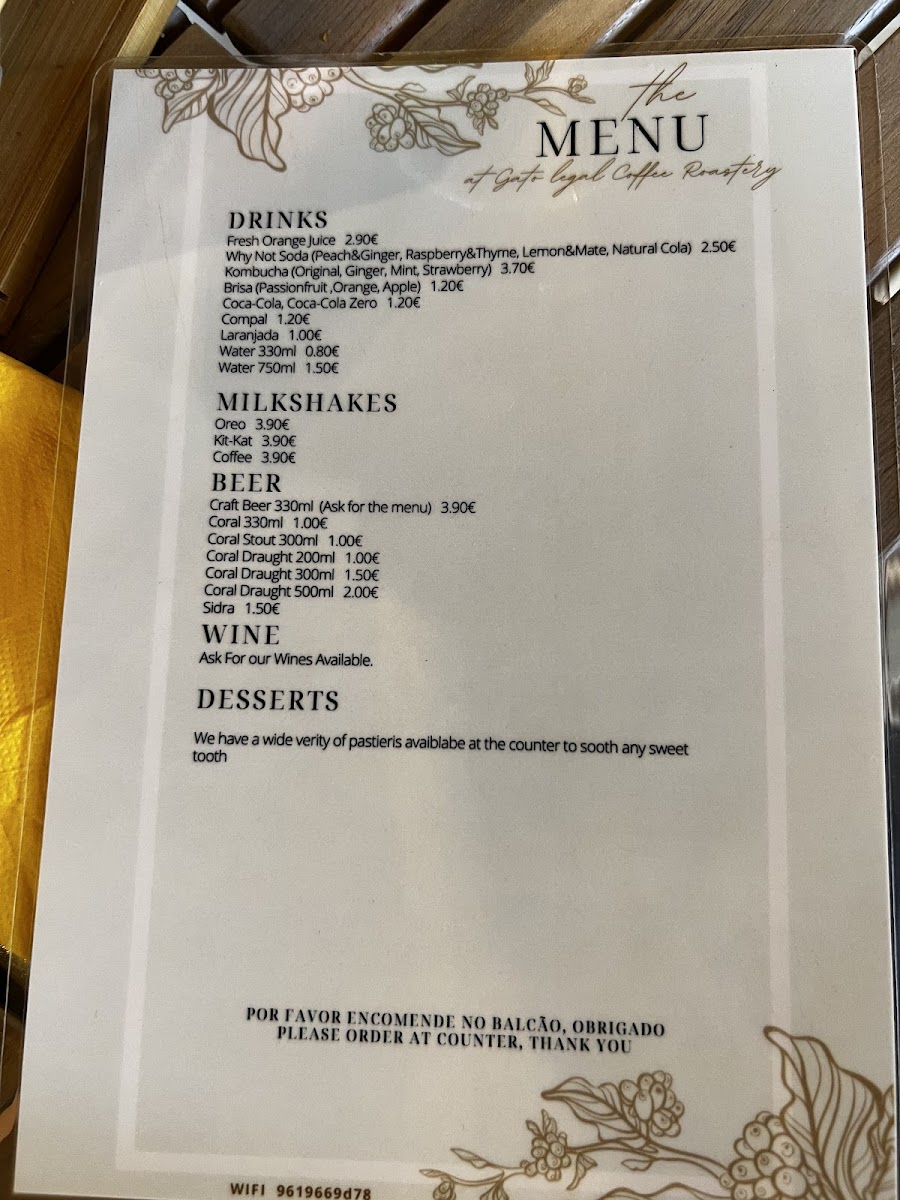 the
MENU
at Gato legal Coffee Roastery
DRINKS
Fresh Orange Juice 2.90€
Why Not Soda (Peach&Ginger, Raspberry&Thyme, Lemon&Mate, Natural Cola) 2.50€
Kombucha (Original, Ginger, Mint, Strawberry) 3.70€
Brisa (Passionfruit ,Orange, Apple) 1.20€
Coca-Cola, Coca-Cola Zero 1.20€
Compal 1.20€
Laranjada 1.00€
Water 330ml 0.80€
Water 750ml 1.50€
MILKSHAKES
Oreo 3.90€
Kit-Kat 3.90€
Coffee 3.90€
BEER
Craft Beer 330ml (Ask for the menu) 3.90€
Coral 330ml 1.00€
Coral Stout 300ml 1.00€
Coral Draught 200ml 1.00€
Coral Draught 300ml 1.50€
Coral Draught 500ml 2.00€
Sidra 1.50€
WINE
Ask For our Wines Available.
DESSERTS
We have a wide verity of pastieris avaiblabe at the counter to sooth any sweet
tooth
POR FAVOR ENCOMENDE NO BALCÃO, OBRIGADO
PLEASE ORDER AT COUNTER, THANK YOU
WIFI 9619669d78